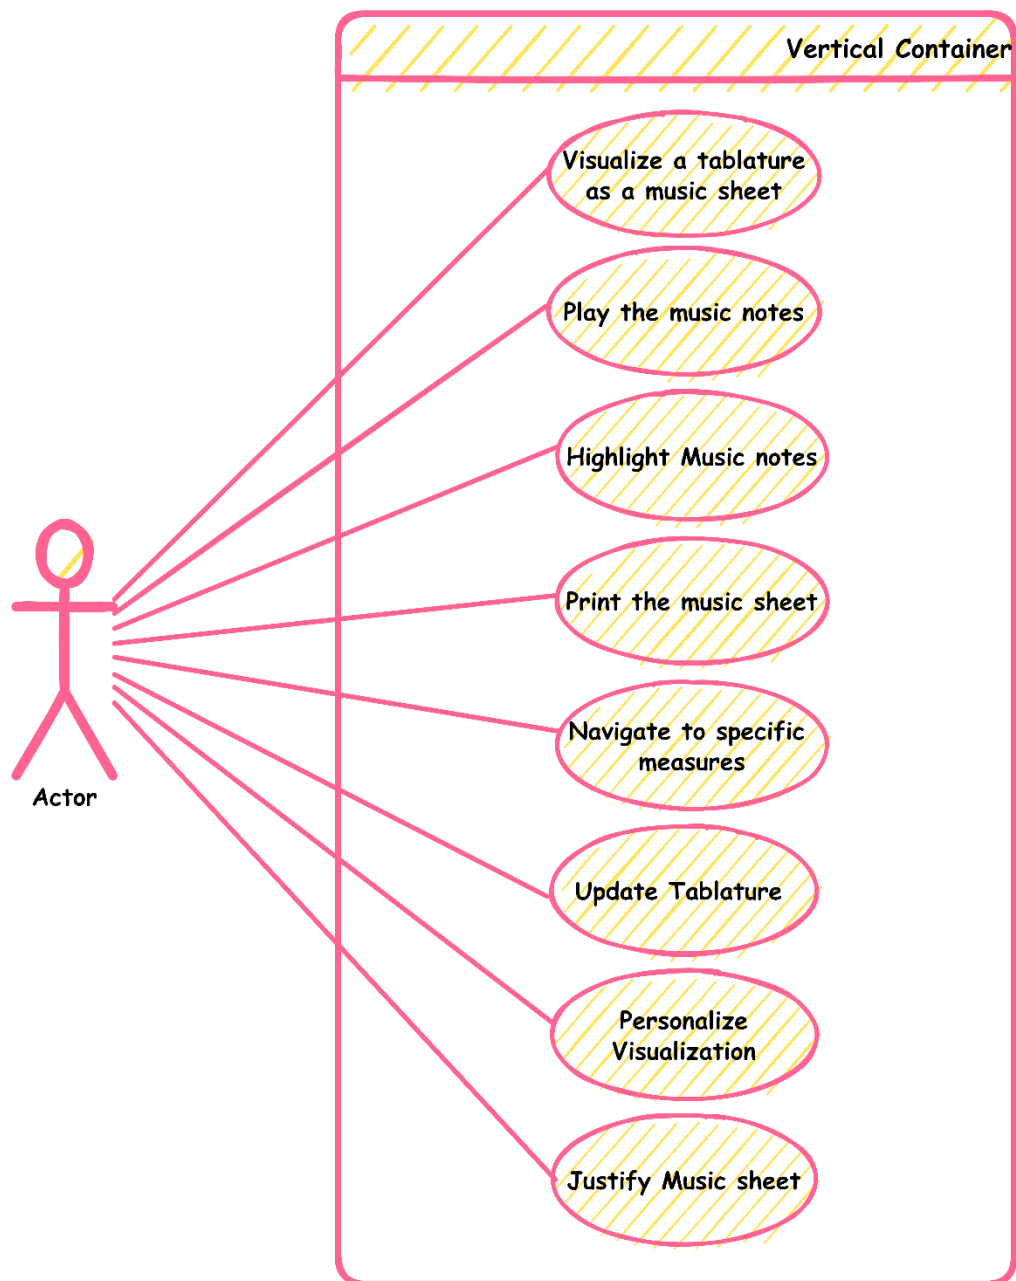 Vertical Container
Visualize a tablature
as a music sheet
Play the music notes
Highlight Music notes
Print the music sheet
Navigate to specific
measures
Actor
Update Tablature
Personalize
Visualization
Justify Music sheet